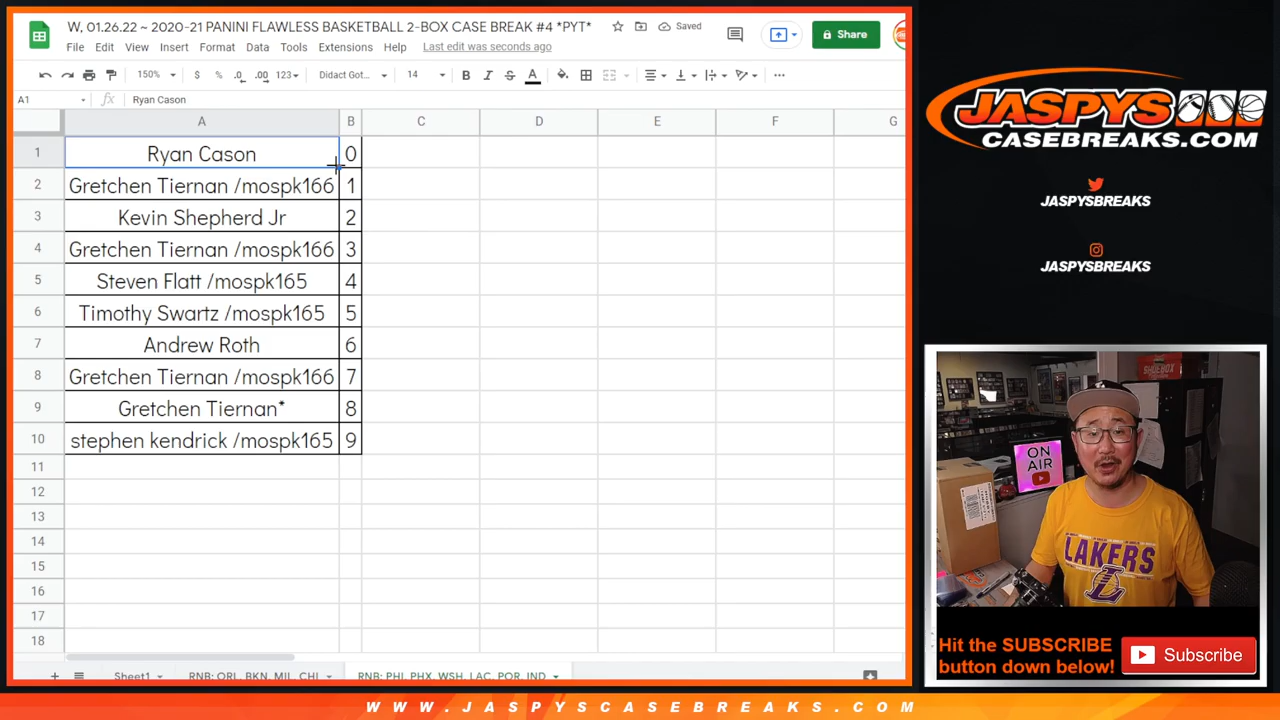 W, 01.26.22 ~ 2020-21 PANINI FLAWLESS BASKETBALL 2-BOX CASE BREAK #4 *PYT*
Saved
File Edit View Insert Format Data Tools Extensions Help Last edit was seconds ago
Share
150% $ % .0 .00 123 Didact Got... 14 B I S A
A1 fx Ryan Cason
A B C D E F G
1 Ryan Cason 0
2 Gretchen Tiernan /mospk166 1
3 Kevin Shepherd Jr 2
4 Gretchen Tiernan /mospk166 3
5 Steven Flatt /mospk165 4
6 Timothy Swartz /mospk165 5
7 Andrew Roth 6
8 Gretchen Tiernan /mospk166 7
9 Gretchen Tiernan* 8
10 stephen kendrick /mospk165 9
11
12
13
14
15
16
17
18
Sheet1 RNB: ORL, BKN, MIL, CHI RNB: PHI, PHX, WSH, LAC, POR, IND
JASPYS
CASEBREAKS.COM
JASPYSBREAKS
JASPYSBREAKS
SHOEBOX
ON
AIR
LAKERS
L
Hit the SUBSCRIBE
button down below!
Subscribe
WWW.JASPYSCASEBREAKS.COM